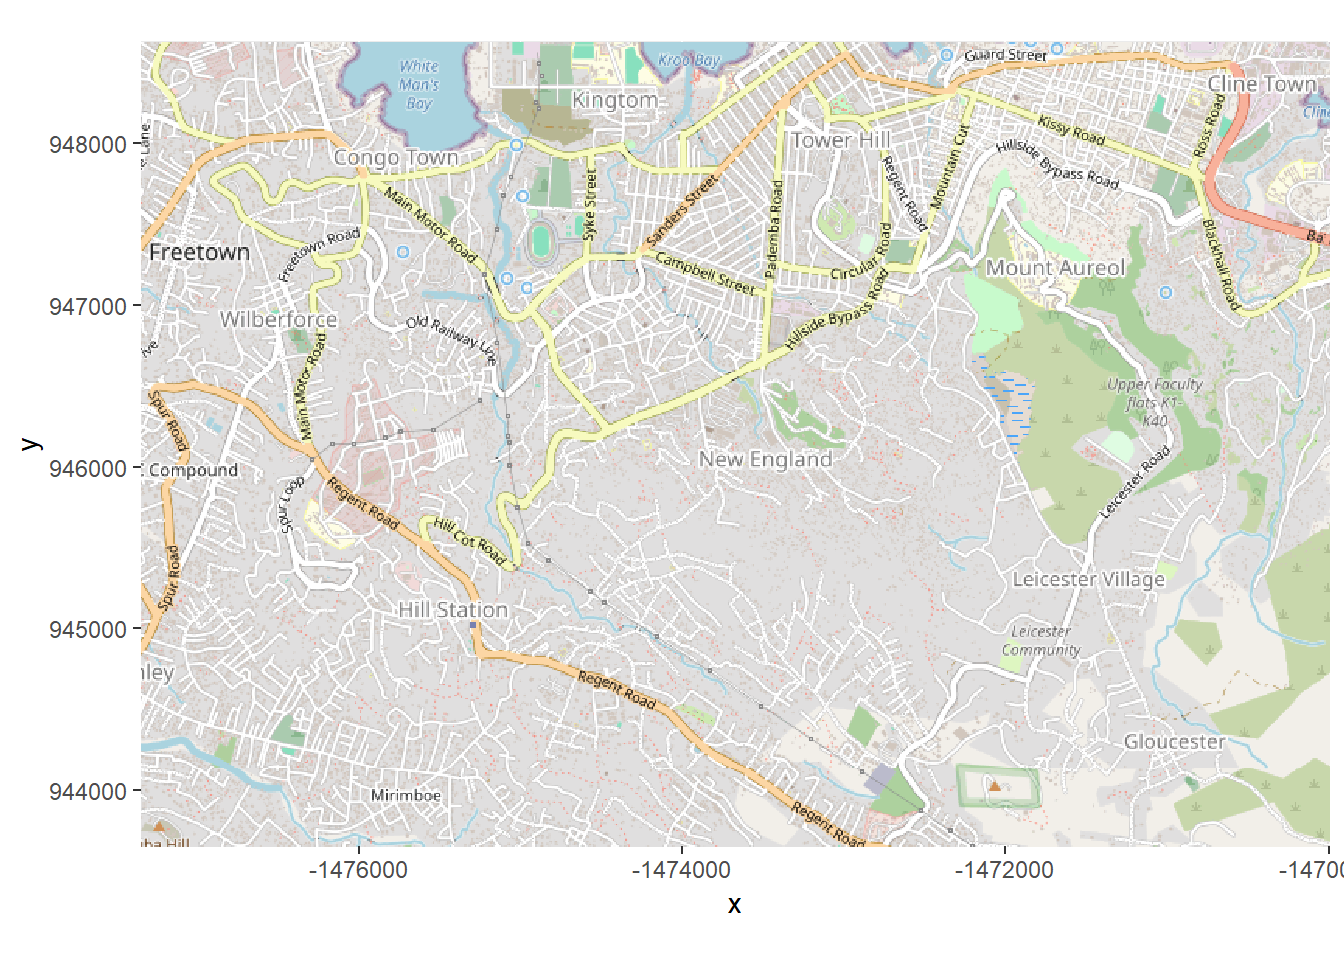 White
Man's
Bay
Kroo Bay
Guard Street
Kingtom
Cline Town
Tower Hill
Kissy Road
Ross Road
Congo Town
Hillside Bypass Road
Mountain Cut
Regent Road
Main Motor Road
Syke Street
Sanders Street
Pademba Road
Freetown
Freetown Road
Circular Road
Campbell Street
Mount Aureol
Blackhall Road
Ba
Wilberforce
Old Railway Line
Hillside Bypass Road
Main Motor Road
Upper Faculty
flats K1-
K40
Spur Road
Compound
New England
Leicester Road
Spur Loop
Regent Road
Hill Cot Road
Spur Road
Hill Station
Leicester Village
Leicester
Community
nley
Regent Road
Gloucester
Mirimboe
Regent Road
ba Hill
948000
947000
946000
945000
944000
y
-1476000
-1474000
-1472000
-14700
x